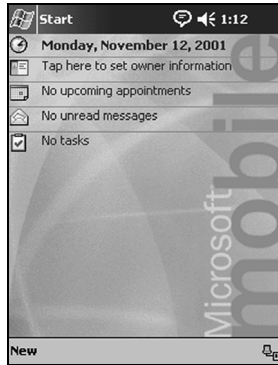 Start 1:12
Monday, November 12, 2001
Tap here to set owner information
No upcoming appointments
No unread messages
No tasks
Microsoft
mobile
New